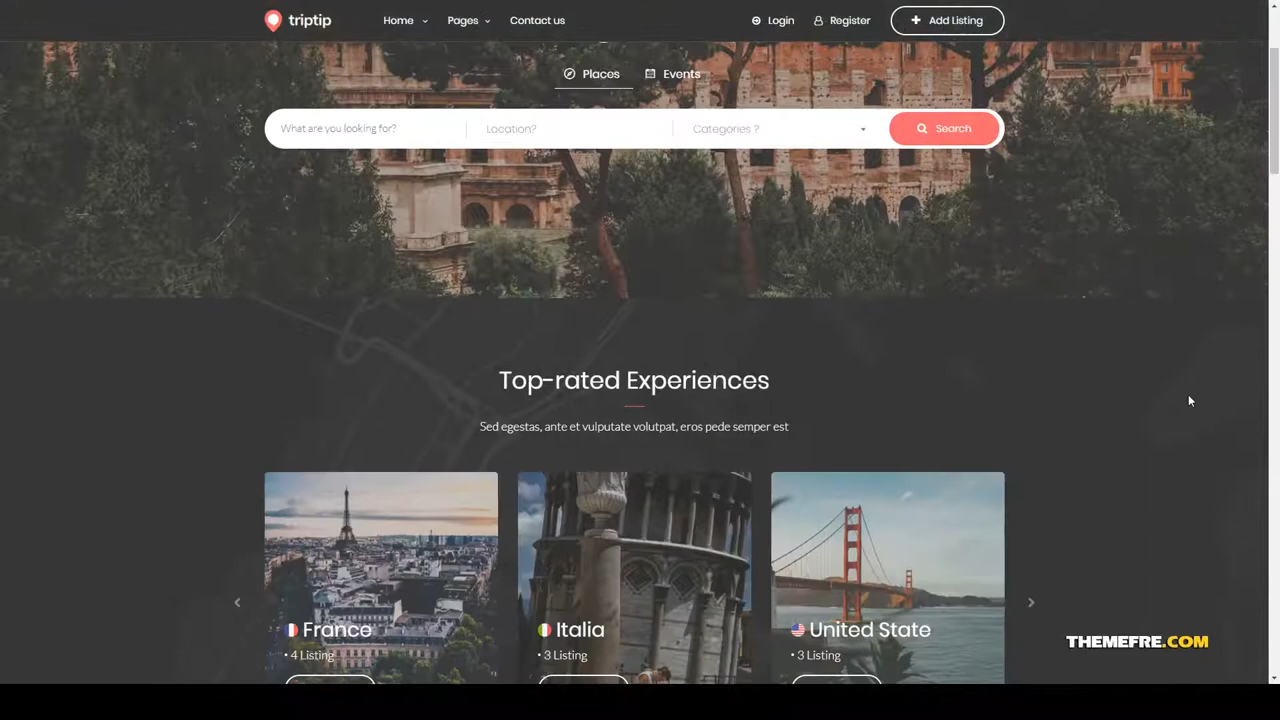 triptip
Home
Pages
Contact us
Login
Register
Add Listing
Places
Events
What are you looking for?
Location?
Categories ?
Search
Top-rated Experiences
Sed egestas, ante et vulputate volutpat, eros pede semper est
France
• 4 Listing
Italia
• 3 Listing
United State
• 3 Listing
THEMEFRE.COM